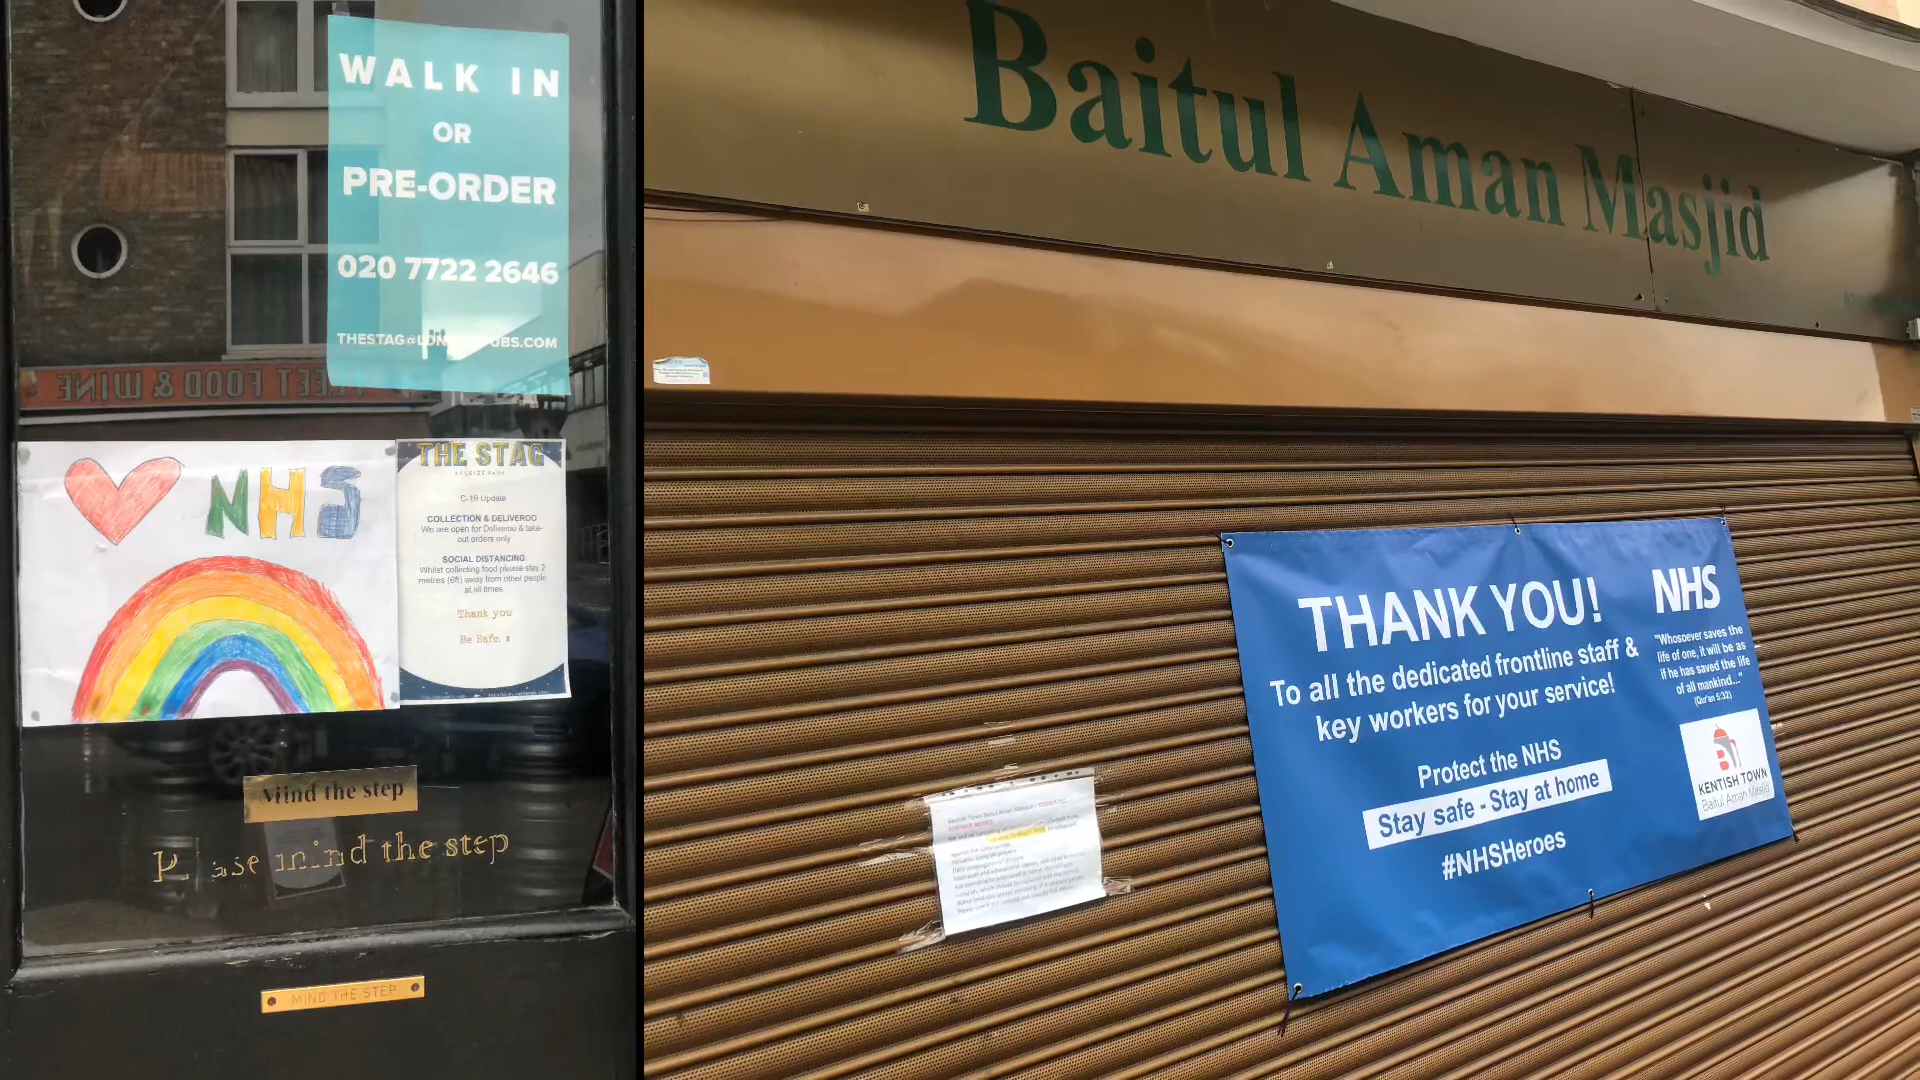 WALK IN
OR
PRE-ORDER
020 7722 2646
♥ NHS
THE STAG
BELSIZE PARK
C-19 Update
COLLECTION & DELIVEROO
We are open for Deliveroo & take-
out orders only
SOCIAL DISTANCING
Whilst collecting food please stay 2
metres (6ft) away from other people
at all times.
Thank you
Be Safe. x
FOOD & WINE
Mind the step
mind the step
MIND THE STEP
Baitul Aman Masjid
THANK YOU!
To all the dedicated frontline staff &
key workers for your service!
Protect the NHS
Stay safe - Stay at home
#NHSHeroes
NHS
"Whosoever saves the
life of one, it will be as
if he has saved the life
of all mankind..."
(Qur'an 5:32)
KENTISH TOWN
Baitul Aman Masjid